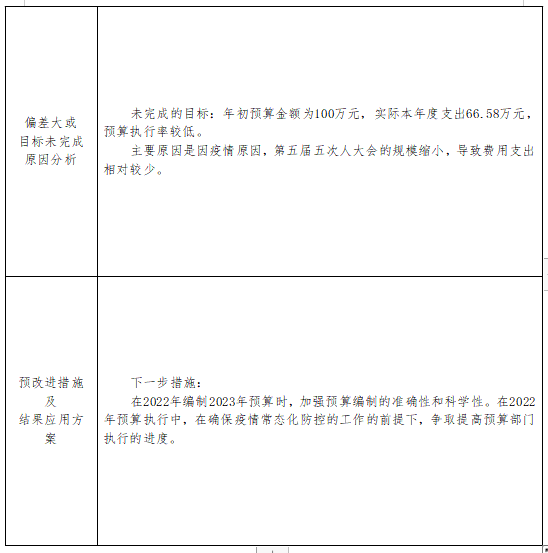 偏差大或
目标未完成
原因分析
未完成的目标：年初预算金额为100万元，实际本年度支出66.58万元，
预算执行率较低。
主要原因是因疫情原因，第五届五次人大会的规模缩小，导致费用支出
相对较少。
预改进措施
及
结果应用方
案
下一步措施：
在2022年编制2023年预算时，加强预算编制的准确性和科学性。在2022
年预算执行中，在确保疫情常态化防控的工作的前提下，争取提高预算部门
执行的进度。